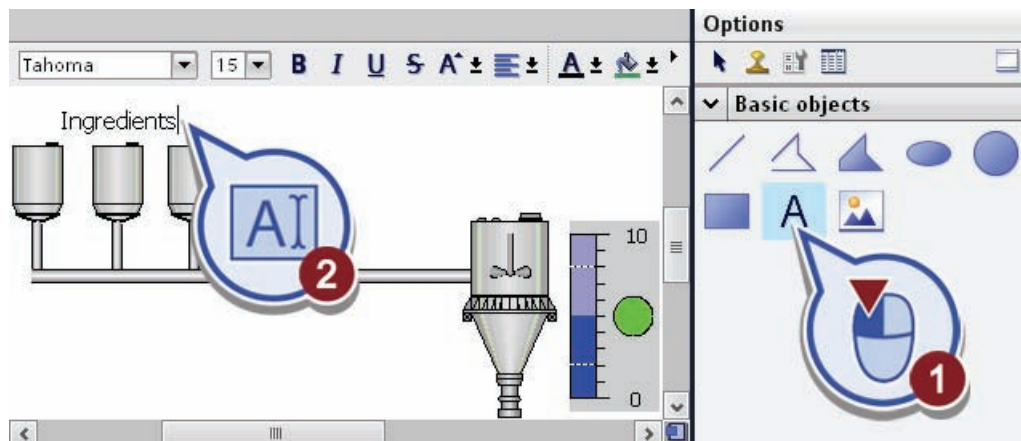 Options
Tahoma 15 B I U S A A
Basic objects
Ingredients
A
AI
2
10
0
1